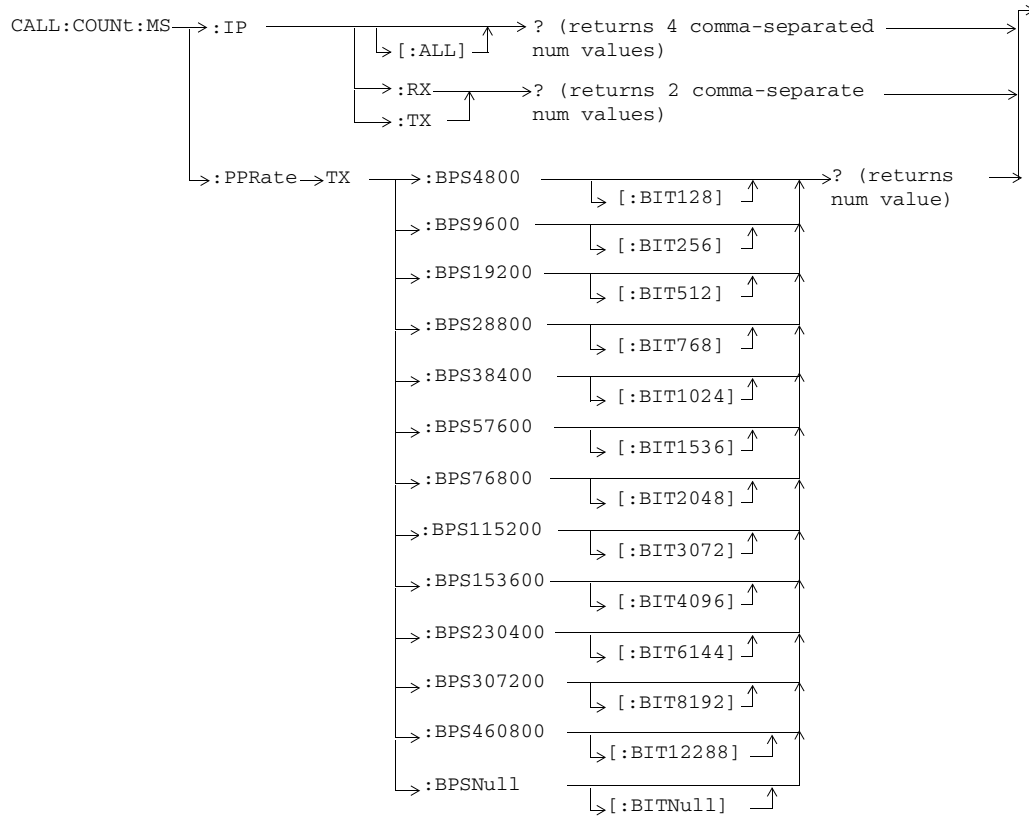 CALL:COUNt:MS :IP ? (returns 4 comma-separated
[:ALL] num values)
:RX ? (returns 2 comma-separate
:TX num values)
:PPRate TX :BPS4800 ? (returns
[:BIT128] num value)
:BPS9600
[:BIT256]
:BPS19200
[:BIT512]
:BPS28800
[:BIT768]
:BPS38400
[:BIT1024]
:BPS57600
[:BIT1536]
:BPS76800
[:BIT2048]
:BPS115200
[:BIT3072]
:BPS153600
[:BIT4096]
:BPS230400
[:BIT6144]
:BPS307200
[:BIT8192]
:BPS460800
[:BIT12288]
:BPSNull
[:BITNull]